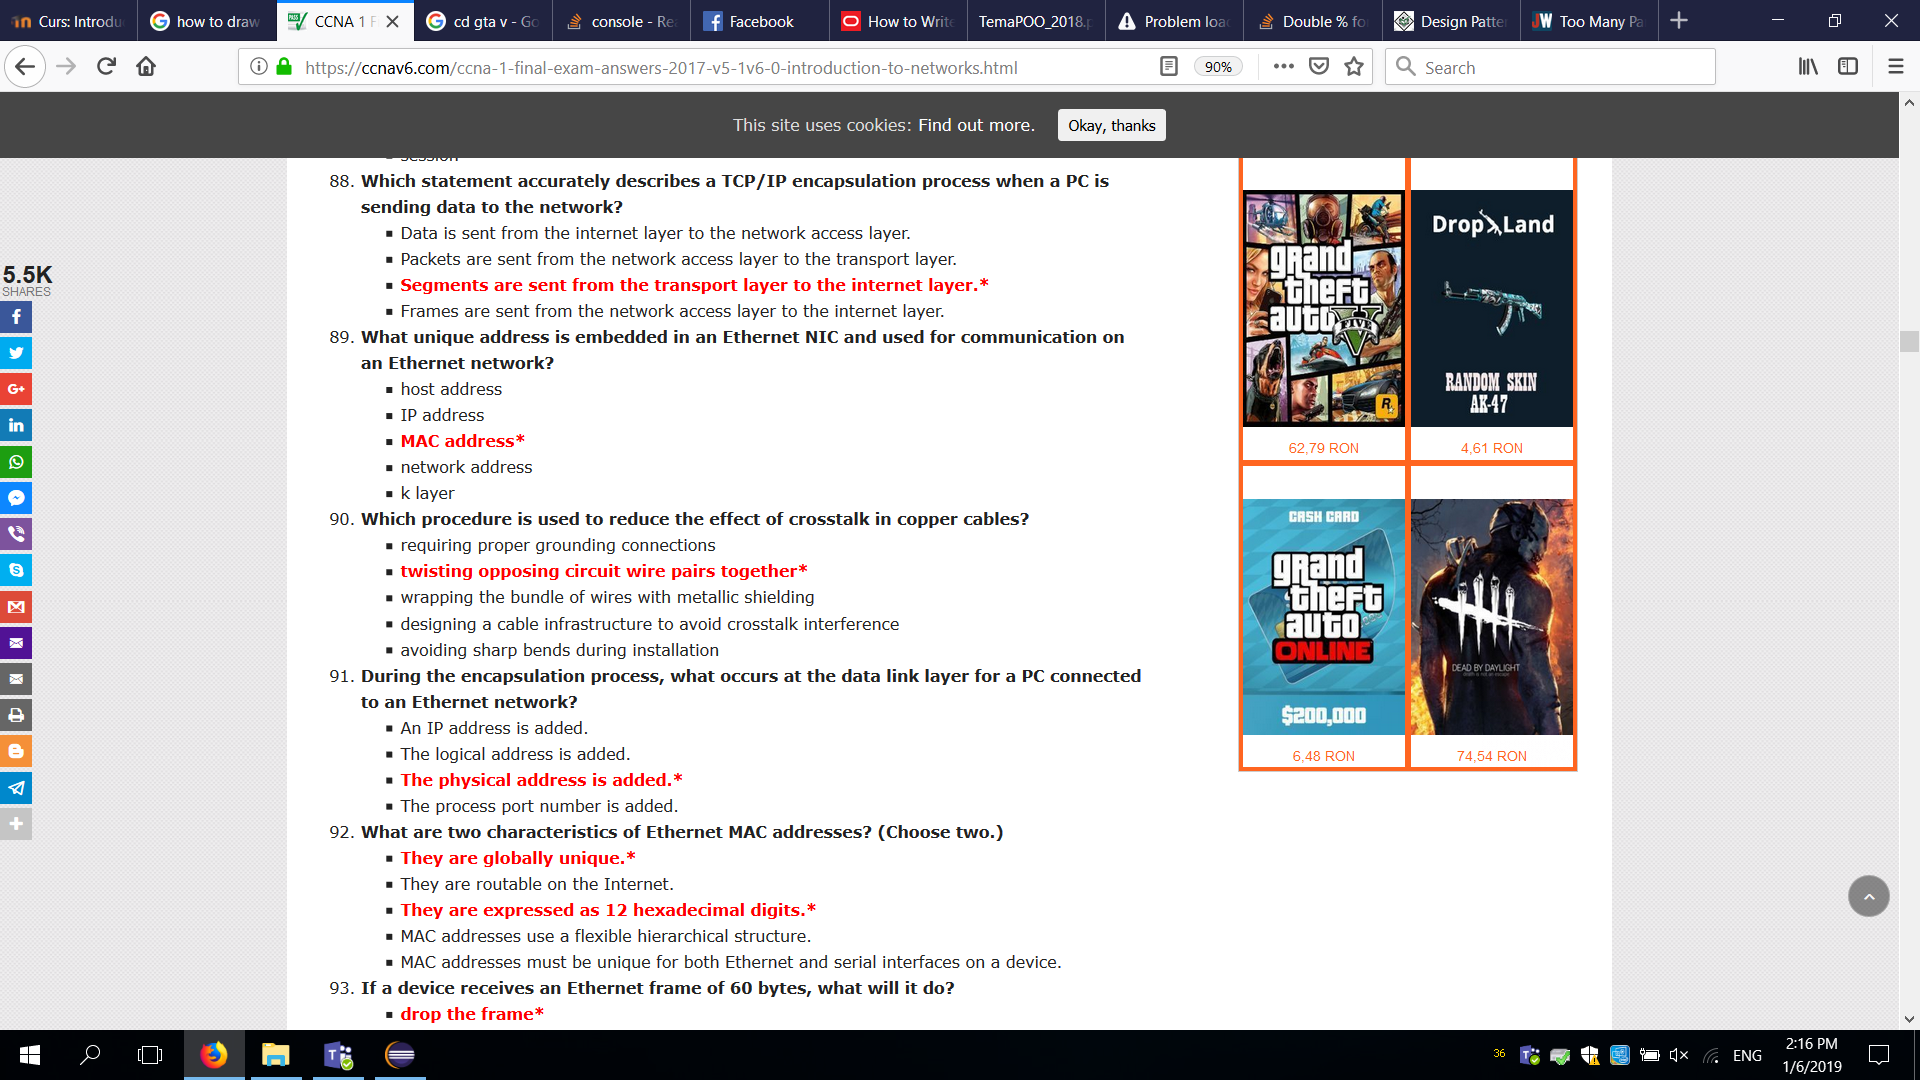 Curs: Introdu
how to draw
CCNA 1 F
cd gta v - Go
console - Re
Facebook
How to Write
TemaPOO_2018.p
Problem loa
Double % fo
Design Patte
Too Many Pa
https://ccnav6.com/ccna-1-final-exam-answers-2017-v5-1v6-0-introduction-to-networks.html
90%
Search
This site uses cookies: Find out more.
Okay, thanks
session
88. Which statement accurately describes a TCP/IP encapsulation process when a PC is
sending data to the network?
Data is sent from the internet layer to the network access layer.
Packets are sent from the network access layer to the transport layer.
Segments are sent from the transport layer to the internet layer.*
Frames are sent from the network access layer to the internet layer.
89. What unique address is embedded in an Ethernet NIC and used for communication on
an Ethernet network?
host address
IP address
MAC address*
network address
k layer
90. Which procedure is used to reduce the effect of crosstalk in copper cables?
requiring proper grounding connections
twisting opposing circuit wire pairs together*
wrapping the bundle of wires with metallic shielding
designing a cable infrastructure to avoid crosstalk interference
avoiding sharp bends during installation
91. During the encapsulation process, what occurs at the data link layer for a PC connected
to an Ethernet network?
An IP address is added.
The logical address is added.
The physical address is added.*
The process port number is added.
92. What are two characteristics of Ethernet MAC addresses? (Choose two.)
They are globally unique.*
They are routable on the Internet.
They are expressed as 12 hexadecimal digits.*
MAC addresses use a flexible hierarchical structure.
MAC addresses must be unique for both Ethernet and serial interfaces on a device.
93. If a device receives an Ethernet frame of 60 bytes, what will it do?
drop the frame*
5.5K
SHARES
grand
theft
auto
FIVE
62,79 RON
Drop Land
RANDOM SKIN
AK-47
4,61 RON
CASH CARD
grand
theft
auto
ONLINE
$200,000
6,48 RON
DEAD BY DAYLIGHT
death is not an escape
74,54 RON
36
ENG
2:16 PM
1/6/2019